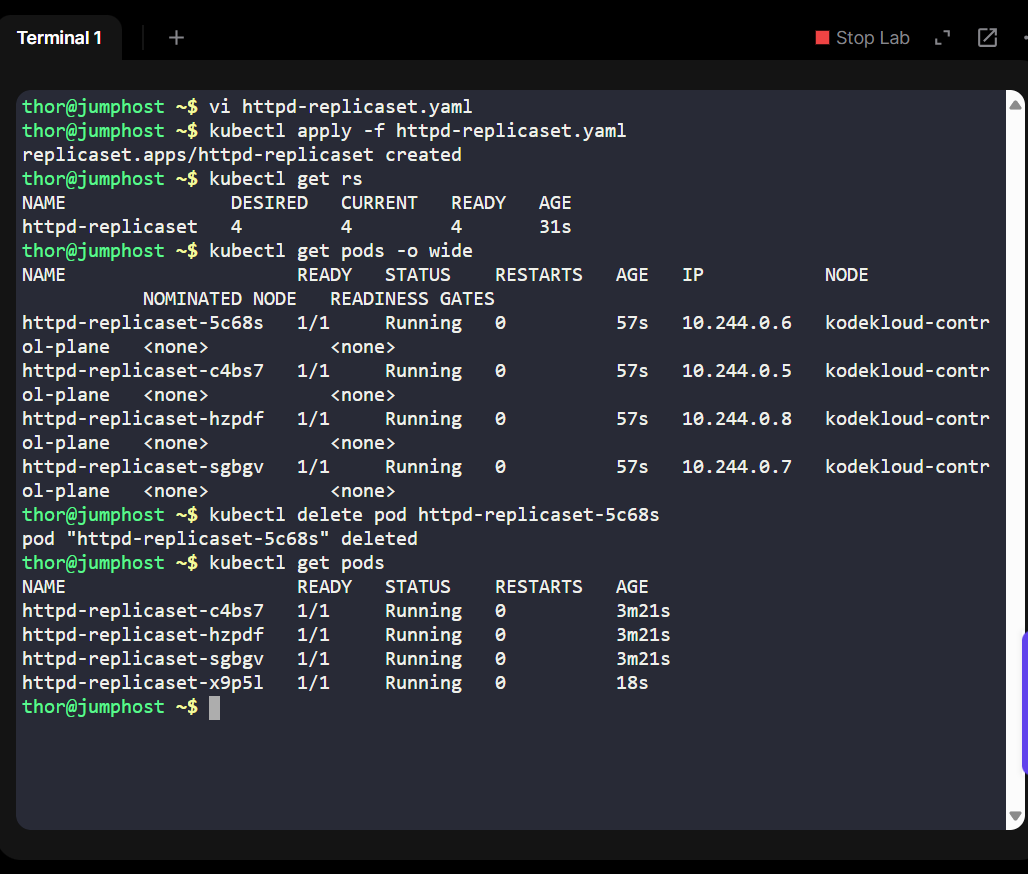 Terminal 1
+
Stop Lab
thor@jumphost ~$ vi httpd-replicaset.yaml
thor@jumphost ~$ kubectl apply -f httpd-replicaset.yaml
replicaset.apps/httpd-replicaset created
thor@jumphost ~$ kubectl get rs
NAME               DESIRED   CURRENT   READY   AGE
httpd-replicaset   4         4         4       31s
thor@jumphost ~$ kubectl get pods -o wide
NAME                     READY   STATUS    RESTARTS   AGE   IP           NODE
           NOMINATED NODE   READINESS GATES
httpd-replicaset-5c68s   1/1     Running   0          57s   10.244.0.6   kodekloud-contr
ol-plane   <none>           <none>
httpd-replicaset-c4bs7   1/1     Running   0          57s   10.244.0.5   kodekloud-contr
ol-plane   <none>           <none>
httpd-replicaset-hzpdf   1/1     Running   0          57s   10.244.0.8   kodekloud-contr
ol-plane   <none>           <none>
httpd-replicaset-sgbgv   1/1     Running   0          57s   10.244.0.7   kodekloud-contr
ol-plane   <none>           <none>
thor@jumphost ~$ kubectl delete pod httpd-replicaset-5c68s
pod "httpd-replicaset-5c68s" deleted
thor@jumphost ~$ kubectl get pods
NAME                     READY   STATUS    RESTARTS   AGE
httpd-replicaset-c4bs7   1/1     Running   0          3m21s
httpd-replicaset-hzpdf   1/1     Running   0          3m21s
httpd-replicaset-sgbgv   1/1     Running   0          3m21s
httpd-replicaset-x9p5l   1/1     Running   0          18s
thor@jumphost ~$